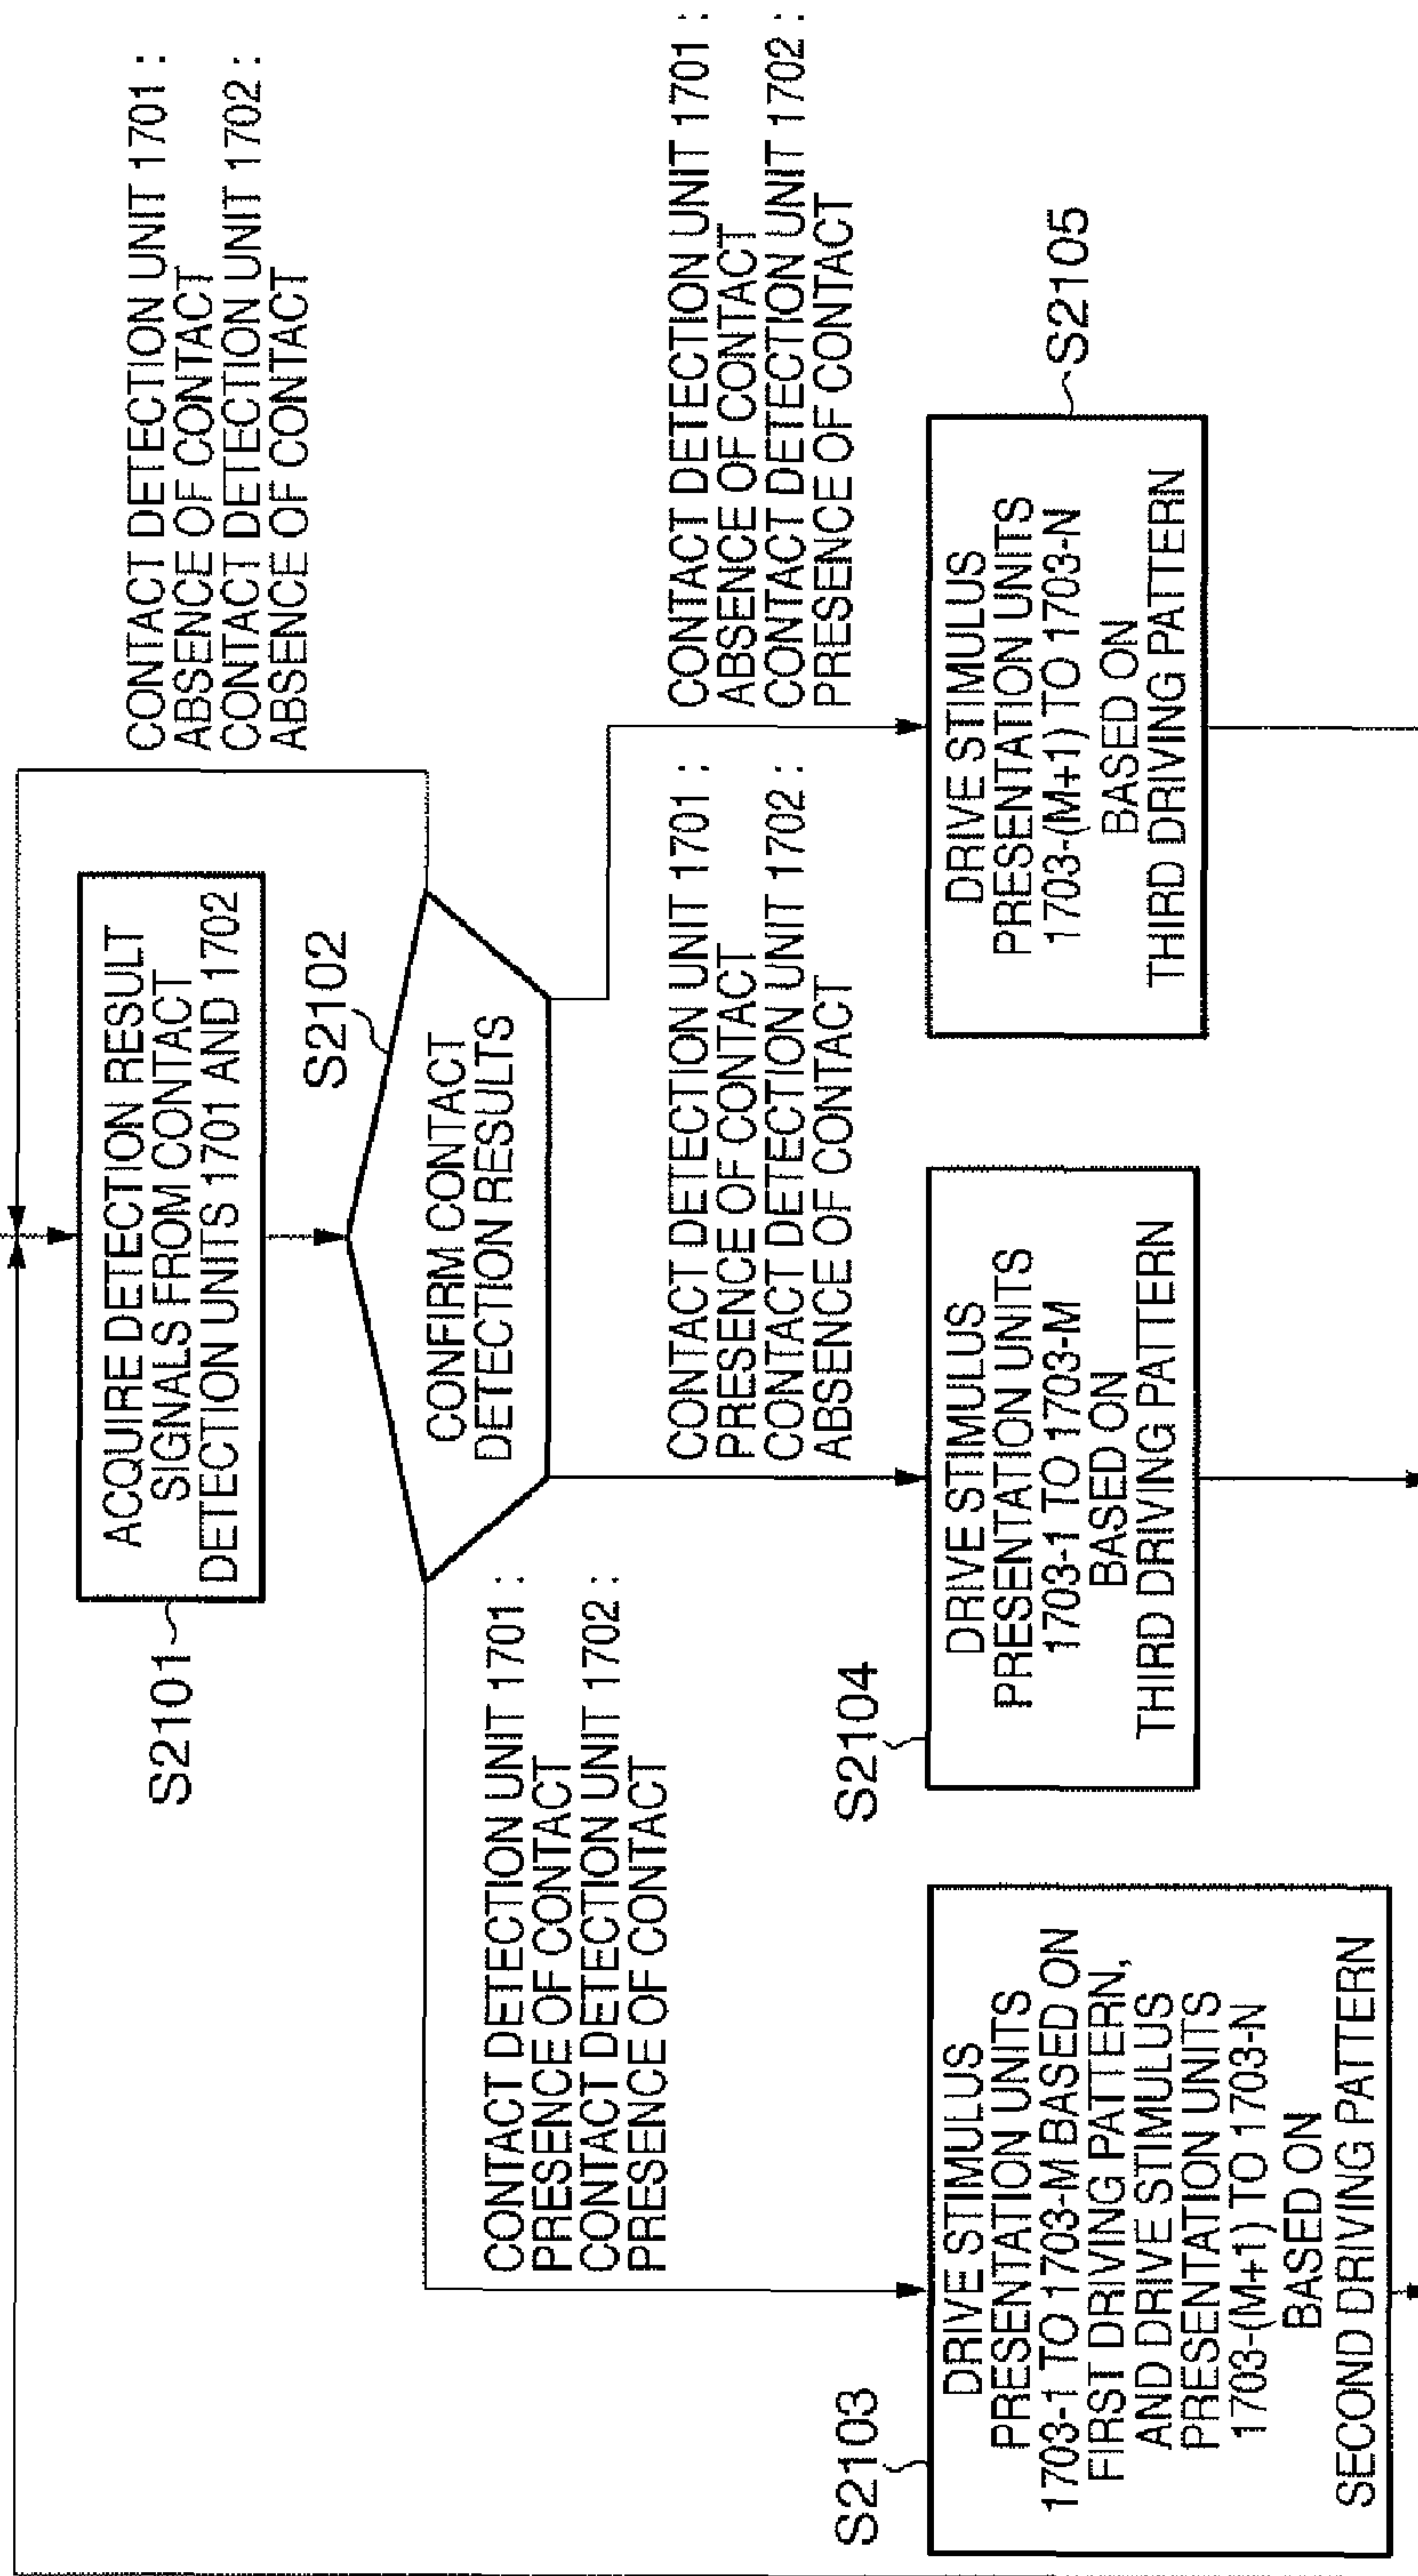 S2101
ACQUIRE DETECTION RESULT
SIGNALS FROM CONTACT
DETECTION UNITS 1701 AND 1702
S2102
CONFIRM CONTACT
DETECTION RESULTS
CONTACT DETECTION UNIT 1701 :
ABSENCE OF CONTACT
CONTACT DETECTION UNIT 1702 :
ABSENCE OF CONTACT
CONTACT DETECTION UNIT 1701 :
PRESENCE OF CONTACT
CONTACT DETECTION UNIT 1702 :
PRESENCE OF CONTACT
CONTACT DETECTION UNIT 1701 :
PRESENCE OF CONTACT
CONTACT DETECTION UNIT 1702 :
ABSENCE OF CONTACT
CONTACT DETECTION UNIT 1701 :
ABSENCE OF CONTACT
CONTACT DETECTION UNIT 1702 :
PRESENCE OF CONTACT
S2103
DRIVE STIMULUS
PRESENTATION UNITS
1703-1 TO 1703-M BASED ON
FIRST DRIVING PATTERN,
AND DRIVE STIMULUS
PRESENTATION UNITS
1703-(M+1) TO 1703-N
BASED ON
SECOND DRIVING PATTERN
S2104
DRIVE STIMULUS
PRESENTATION UNITS
1703-1 TO 1703-M
BASED ON
THIRD DRIVING PATTERN
S2105
DRIVE STIMULUS
PRESENTATION UNITS
1703-(M+1) TO 1703-N
BASED ON
THIRD DRIVING PATTERN